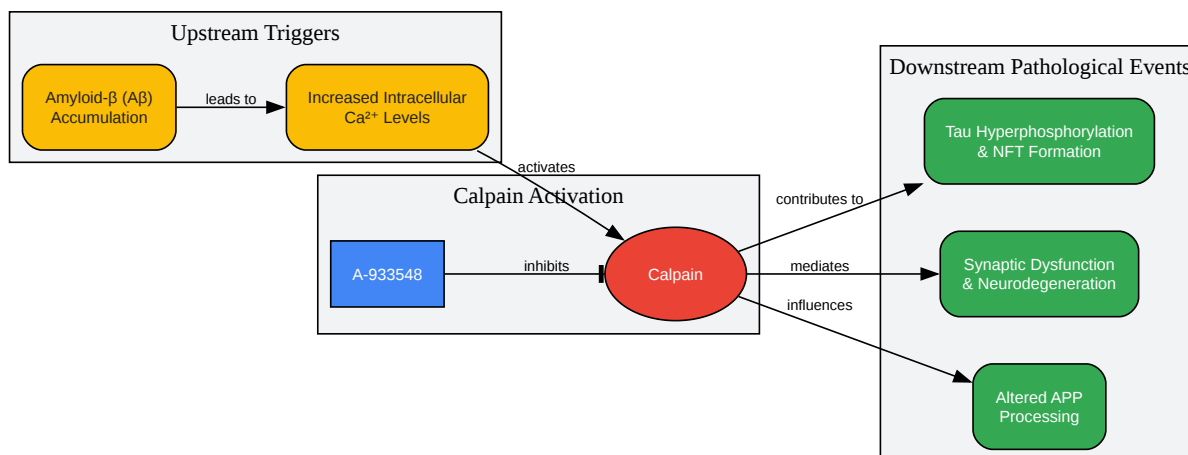 Upstream Triggers
Amyloid-β (Aβ)
Accumulation
leads to
Increased Intracellular
Ca²⁺ Levels
activates
Calpain Activation
A-933548
inhibits
Calpain
contributes to
mediates
influences
Downstream Pathological Events
Tau Hyperphosphorylation
& NFT Formation
Synaptic Dysfunction
& Neurodegeneration
Altered APP
Processing